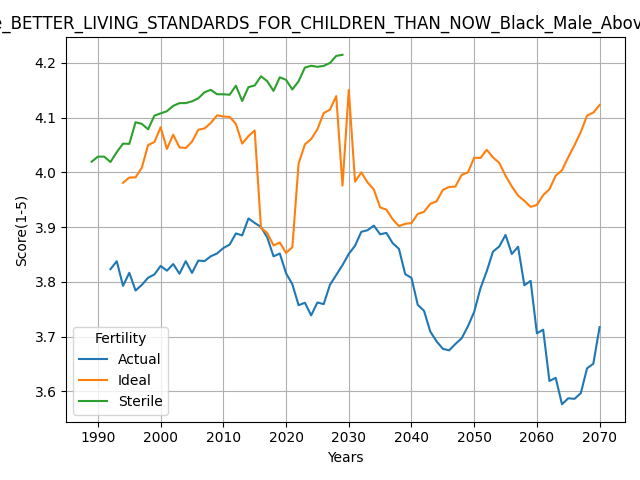 _BETTER_LIVING_STANDARDS_FOR_CHILDREN_THAN_NOW_Black_Male_Abov
4.2
4.1
4.0
3.9
3.8
3.7
3.6
Score(1-5)
Fertility
Actual
Ideal
Sterile
1990 2000 2010 2020 2030 2040 2050 2060 2070
Years